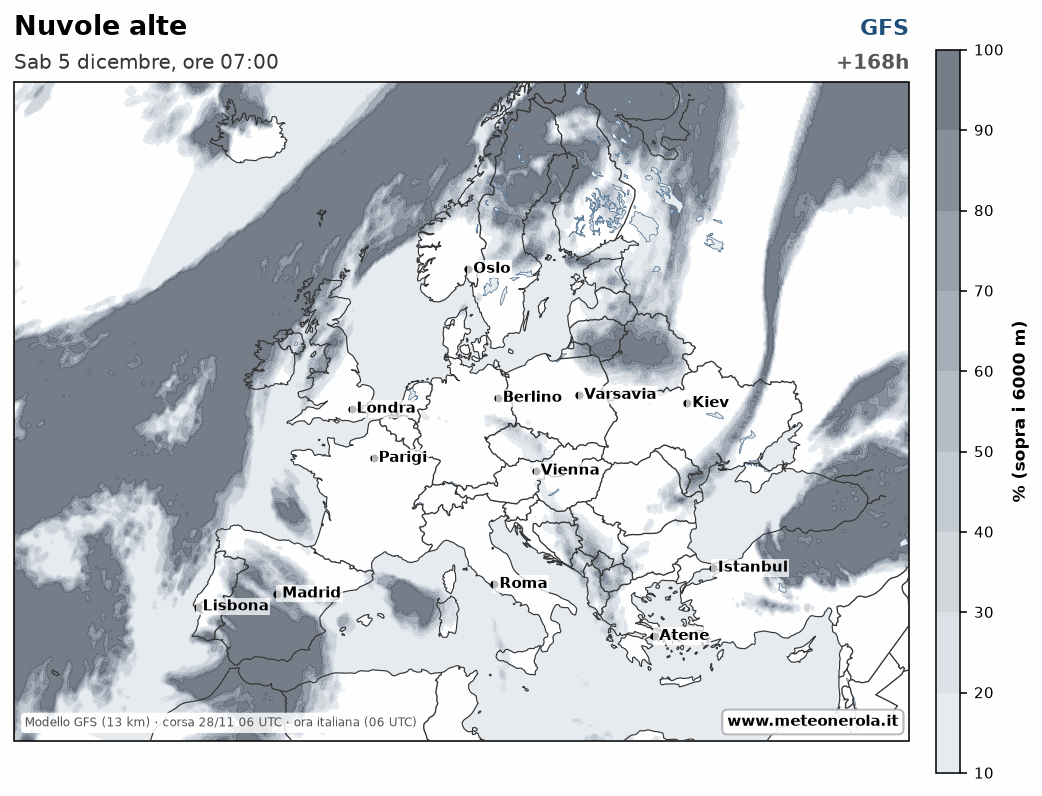 Nuvole alte
GFS
Sab 5 dicembre, ore 07:00
+168h
100
90
80
70
60
50
40
30
20
10
% (sopra i 6000 m)
Oslo
Berlino
Varsavia
Kiev
Londra
Parigi
Vienna
Istanbul
Roma
Madrid
Lisbona
Atene
Modello GFS (13 km) · corsa 28/11 06 UTC · ora italiana (06 UTC)
www.meteonerola.it